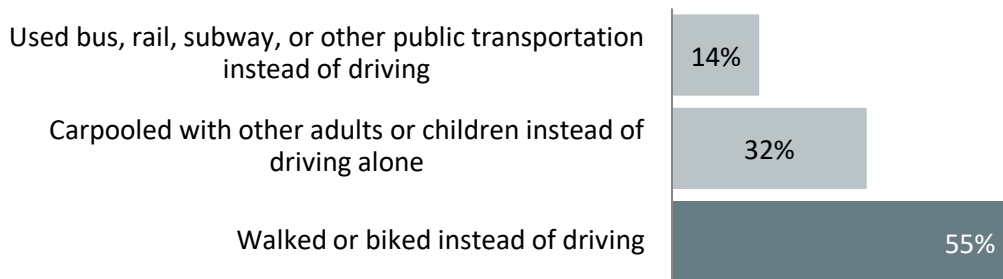 Used bus, rail, subway, or other public transportation
instead of driving
14%
Carpooled with other adults or children instead of
driving alone
32%
Walked or biked instead of driving
55%